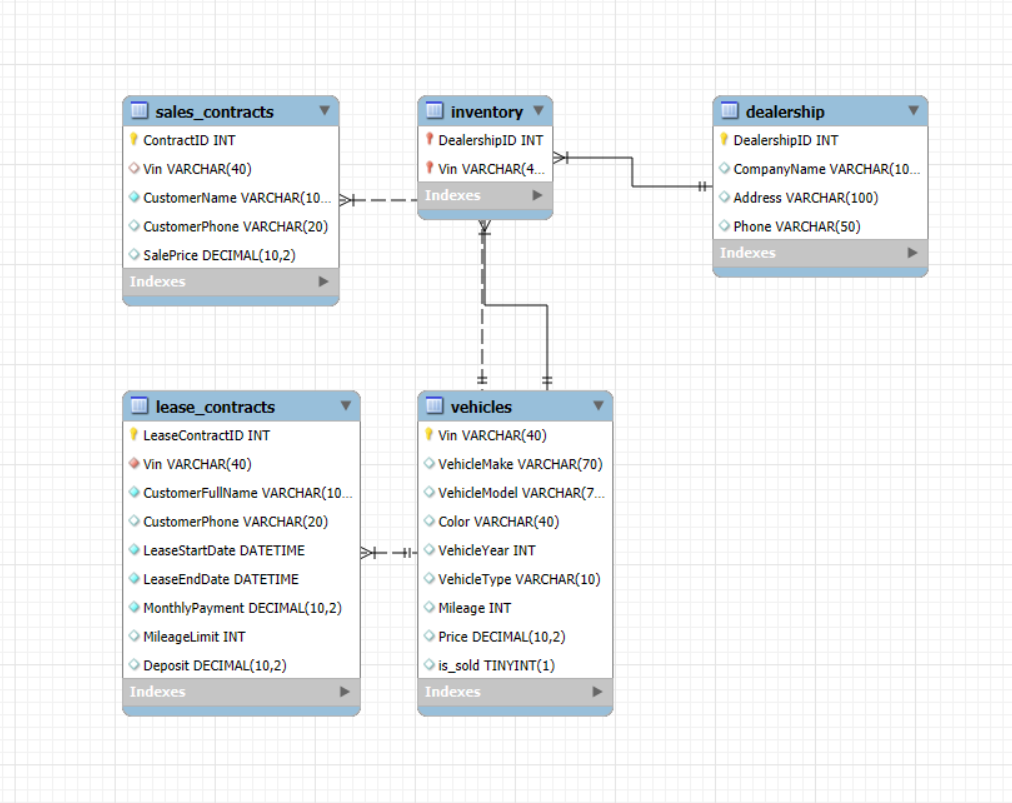 sales_contracts
ContractID INT
Vin VARCHAR(40)
CustomerName VARCHAR(10...
CustomerPhone VARCHAR(20)
SalePrice DECIMAL(10,2)
Indexes
inventory
DealershipID INT
Vin VARCHAR(4...
Indexes
dealership
DealershipID INT
CompanyName VARCHAR(10...
Address VARCHAR(100)
Phone VARCHAR(50)
Indexes
lease_contracts
LeaseContractID INT
Vin VARCHAR(40)
CustomerFullName VARCHAR(10...
CustomerPhone VARCHAR(20)
LeaseStartDate DATETIME
LeaseEndDate DATETIME
MonthlyPayment DECIMAL(10,2)
MileageLimit INT
Deposit DECIMAL(10,2)
Indexes
vehicles
Vin VARCHAR(40)
VehicleMake VARCHAR(70)
VehicleModel VARCHAR(7...
Color VARCHAR(40)
VehicleYear INT
VehicleType VARCHAR(10)
Mileage INT
Price DECIMAL(10,2)
is_sold TINYINT(1)
Indexes